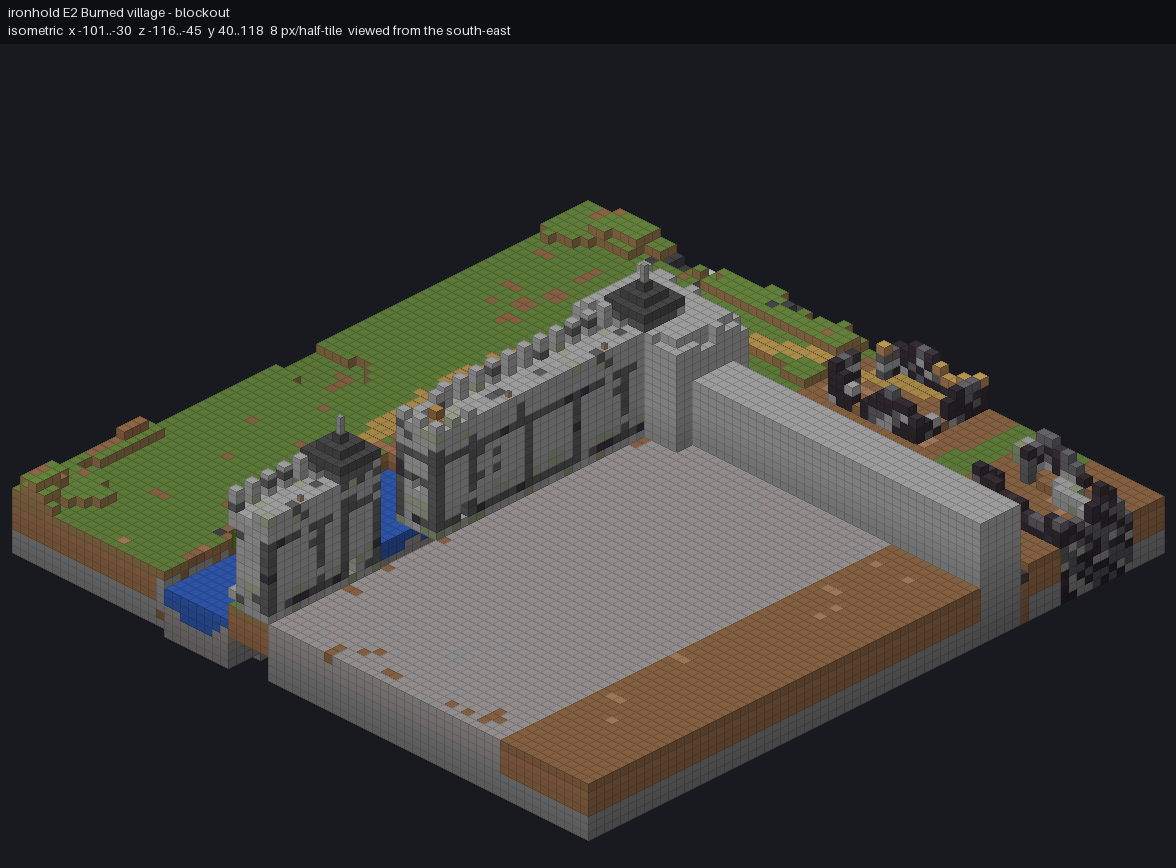 ironhold E2 Burned village - blockout
isometric  x -101..-30  z -116..-45  y 40..118  8 px/half-tile  viewed from the south-east